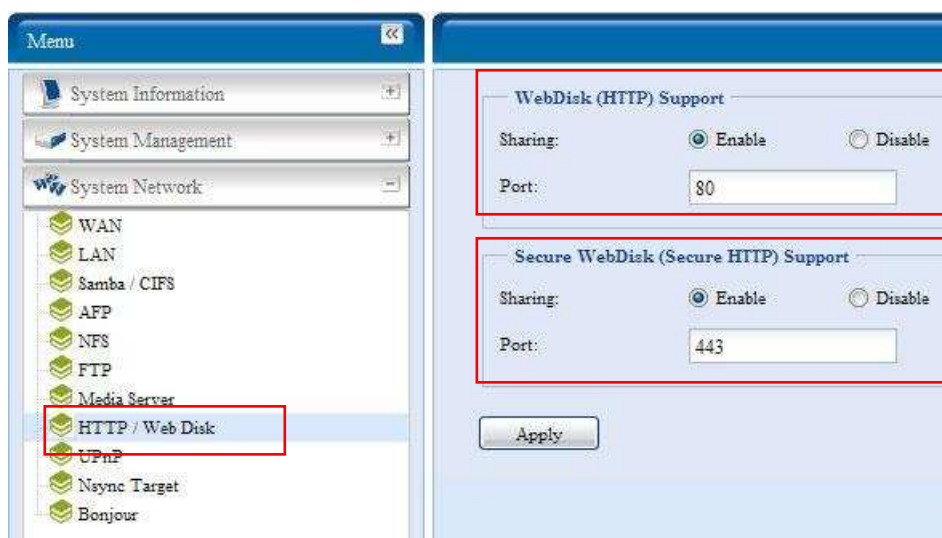 Menu
System Information
System Management
System Network
WAN
LAN
Samba / CIFS
AFP
NFS
FTP
Media Server
HTTP / Web Disk
UPnP
Nsync Target
Bonjour
WebDisk (HTTP) Support
Sharing: Enable Disable
Port: 80
Secure WebDisk (Secure HTTP) Support
Sharing: Enable Disable
Port: 443
Apply